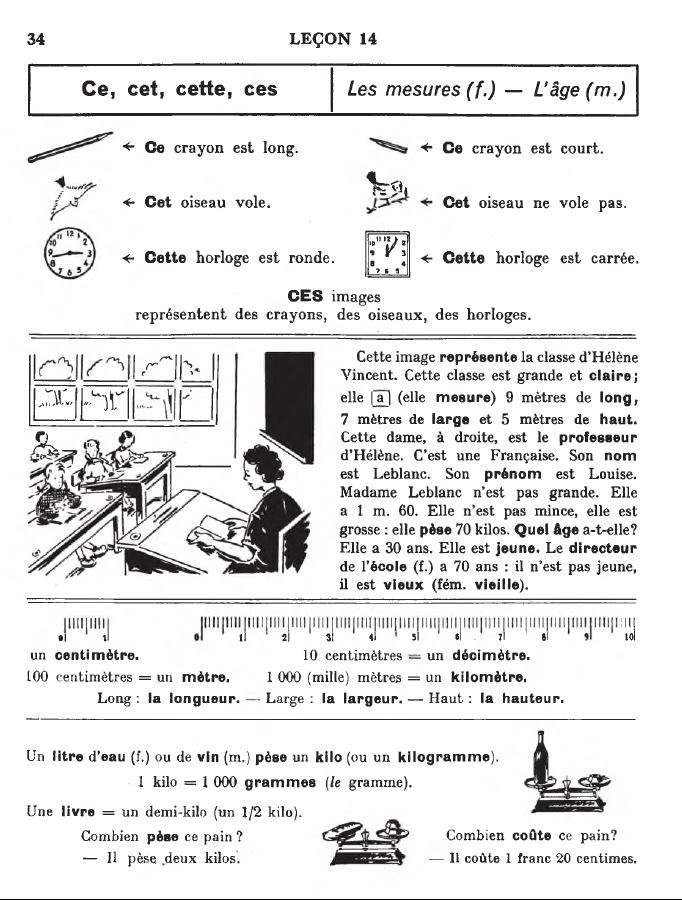 34
LEÇON 14
Ce, cet, cette, ces
Les mesures (f.) — L'âge (m.)
← Ce crayon est long.
← Ce crayon est court.
← Cet oiseau vole.
← Cet oiseau ne vole pas.
← Cette horloge est ronde.
← Cette horloge est carrée.
CES images
représentent des crayons, des oiseaux, des horloges.
Cette image représente la classe d'Hélène
Vincent. Cette classe est grande et claire;
elle a (elle mesure) 9 mètres de long,
7 mètres de large et 5 mètres de haut.
Cette dame, à droite, est le professeur
d'Hélène. C'est une Française. Son nom
est Leblanc. Son prénom est Louise.
Madame Leblanc n'est pas grande. Elle
a 1 m. 60. Elle n'est pas mince, elle est
grosse : elle pèse 70 kilos. Quel âge a-t-elle?
Elle a 30 ans. Elle est jeune. Le directeur
de l'école (f.) a 70 ans : il n'est pas jeune,
il est vieux (fém. vieille).
0 1
0 1 2 3 4 5 6 7 8 9 10
un centimètre.
10 centimètres = un décimètre.
100 centimètres = un mètre.
1 000 (mille) mètres = un kilomètre.
Long : la longueur. — Large : la largeur. — Haut : la hauteur.
Un litre d'eau (f.) ou de vin (m.) pèse un kilo (ou un kilogramme).
1 kilo = 1 000 grammes (le gramme).
Une livre = un demi-kilo (un 1/2 kilo).
Combien pèse ce pain?
— Il pèse deux kilos.
Combien coûte ce pain?
— Il coûte 1 franc 20 centimes.